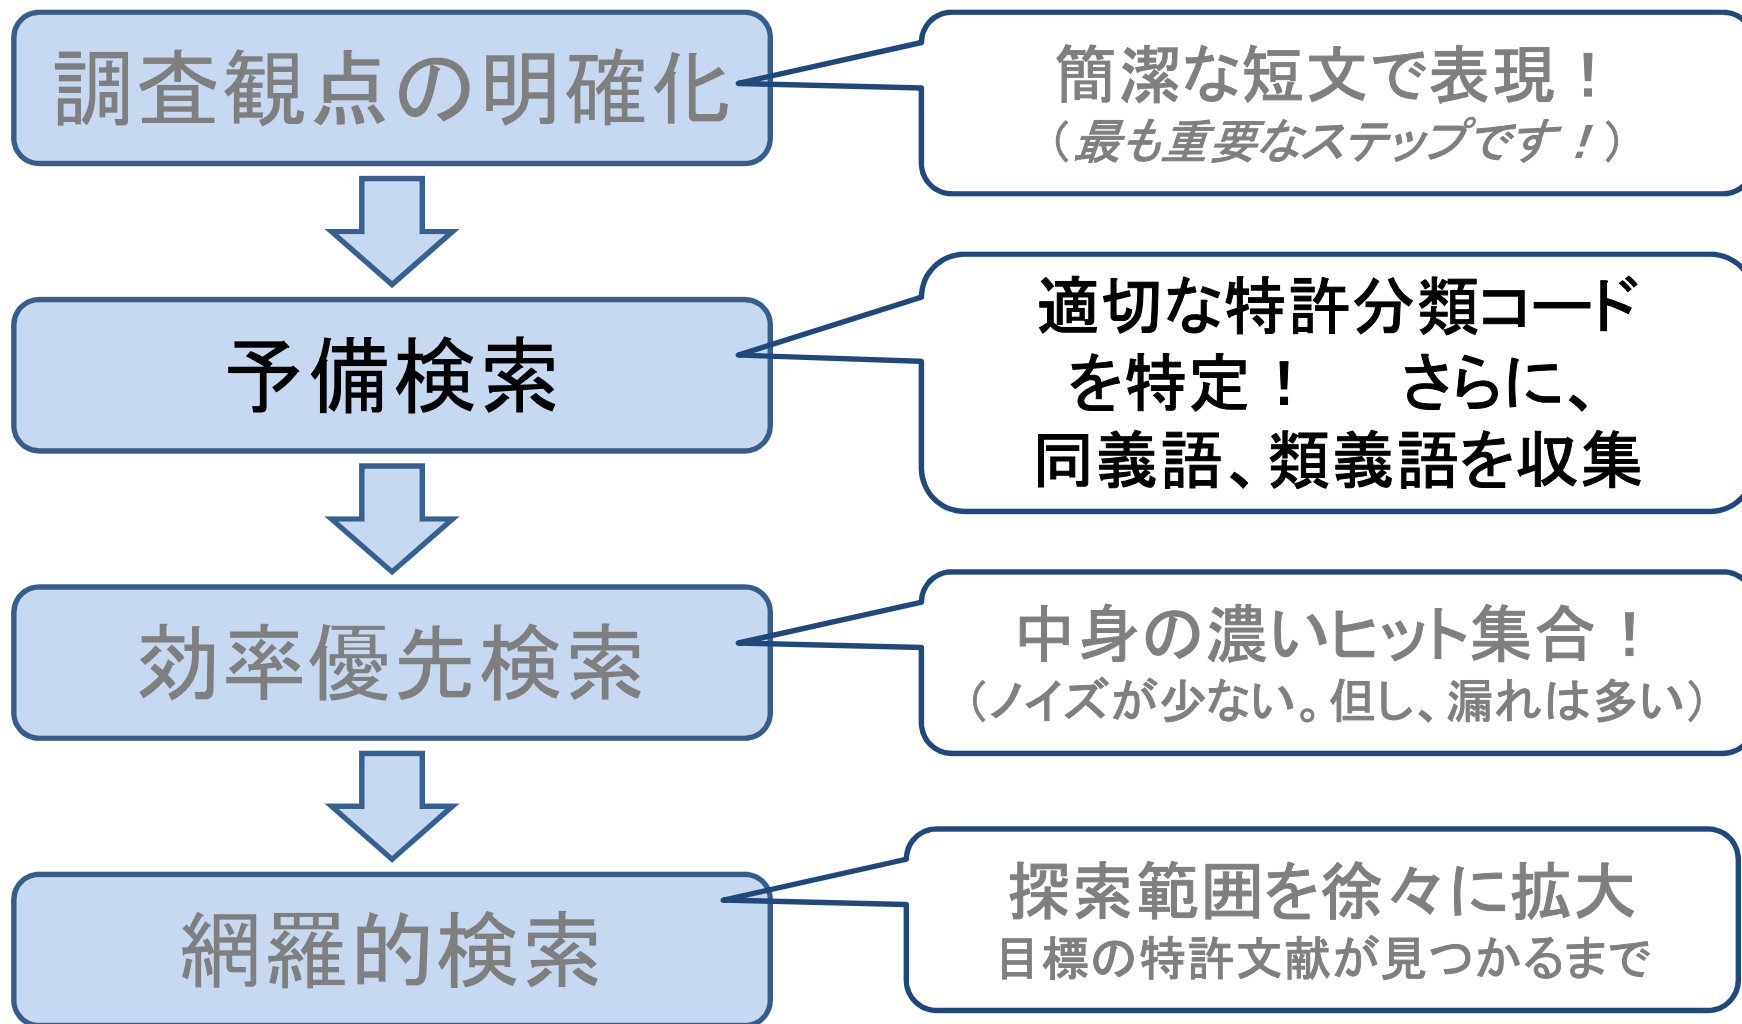 調査観点の明確化
簡潔な短文で表現！
（最も重要なステップです！）
予備検索
適切な特許分類コード
を特定！　さらに、
同義語、類義語を収集
効率優先検索
中身の濃いヒット集合！
（ノイズが少ない。但し、漏れは多い）
網羅的検索
探索範囲を徐々に拡大
目標の特許文献が見つかるまで